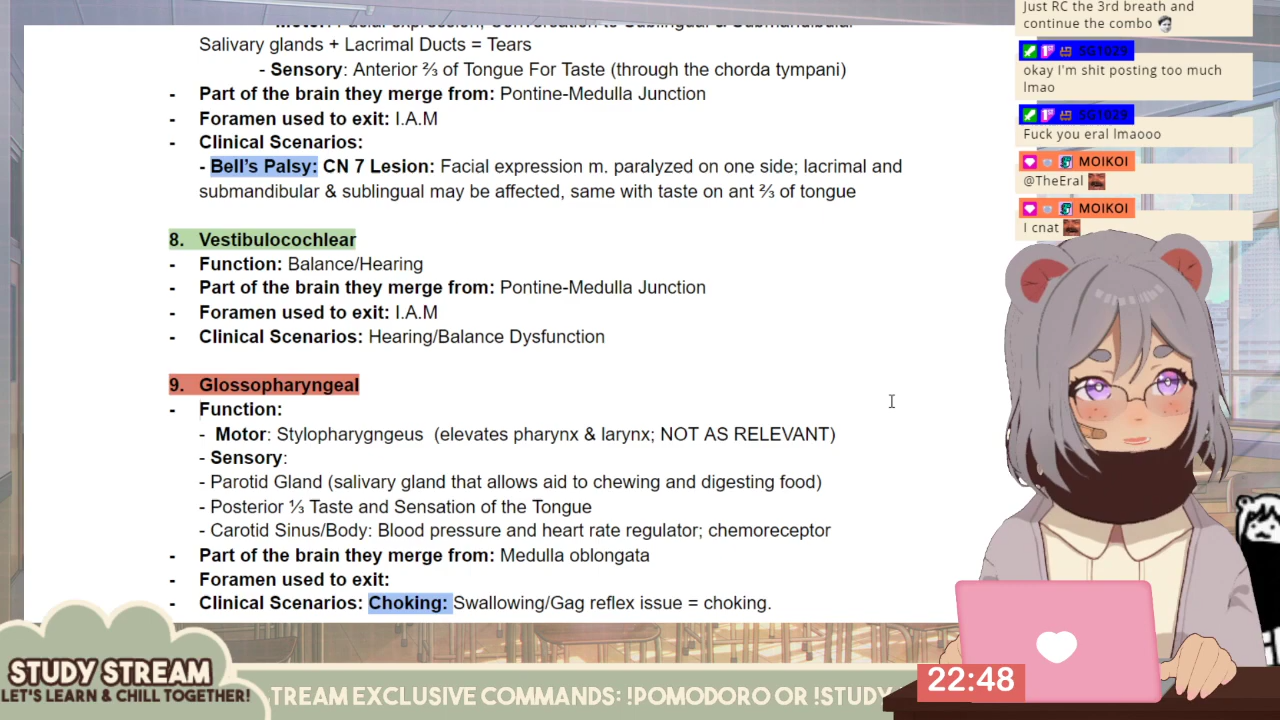 Salivary glands + Lacrimal Ducts = Tears
- Sensory: Anterior ⅔ of Tongue For Taste (through the chorda tympani)
- Part of the brain they merge from: Pontine-Medulla Junction
- Foramen used to exit: I.A.M
- Clinical Scenarios:
- Bell's Palsy: CN 7 Lesion: Facial expression m. paralyzed on one side; lacrimal and
submandibular & sublingual may be affected, same with taste on ant ⅔ of tongue
8. Vestibulocochlear
- Function: Balance/Hearing
- Part of the brain they merge from: Pontine-Medulla Junction
- Foramen used to exit: I.A.M
- Clinical Scenarios: Hearing/Balance Dysfunction
9. Glossopharyngeal
- Function:
- Motor: Stylopharygngeus (elevates pharynx & larynx; NOT AS RELEVANT)
- Sensory:
- Parotid Gland (salivary gland that allows aid to chewing and digesting food)
- Posterior ⅓ Taste and Sensation of the Tongue
- Carotid Sinus/Body: Blood pressure and heart rate regulator; chemoreceptor
- Part of the brain they merge from: Medulla oblongata
- Foramen used to exit:
- Clinical Scenarios: Choking: Swallowing/Gag reflex issue = choking.
Just RC the 3rd breath and
continue the combo
SG1029
okay I'm shit posting too much
lmao
SG1029
Fuck you eral lmaooo
MOIKOI
@TheEral
MOIKOI
I cnat
STUDY STREAM
LET'S LEARN & CHILL TOGETHER!
TREAM EXCLUSIVE COMMANDS: !POMODORO OR !STUDY
22:48